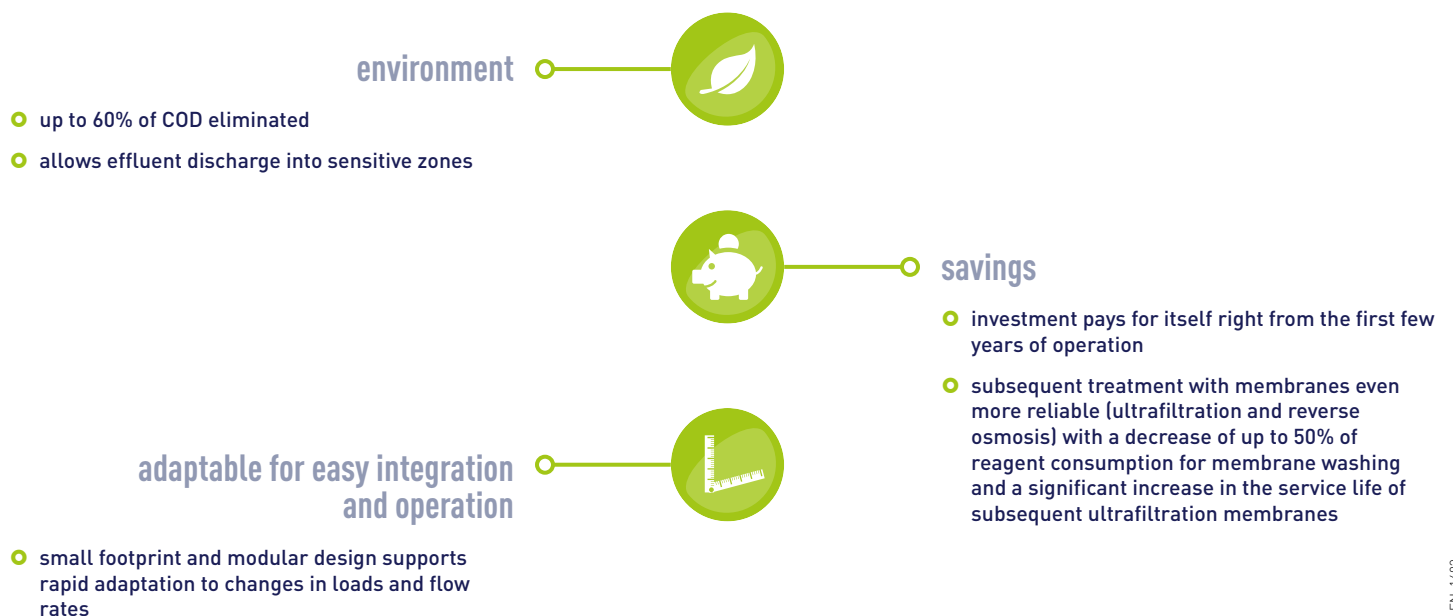 environment
up to 60% of COD eliminated
allows effluent discharge into sensitive zones
savings
investment pays for itself right from the first few
years of operation
subsequent treatment with membranes even
more reliable (ultrafiltration and reverse
osmosis) with a decrease of up to 50% of
reagent consumption for membrane washing
and a significant increase in the service life of
subsequent ultrafiltration membranes
adaptable for easy integration
and operation
small footprint and modular design supports
rapid adaptation to changes in loads and flow
rates